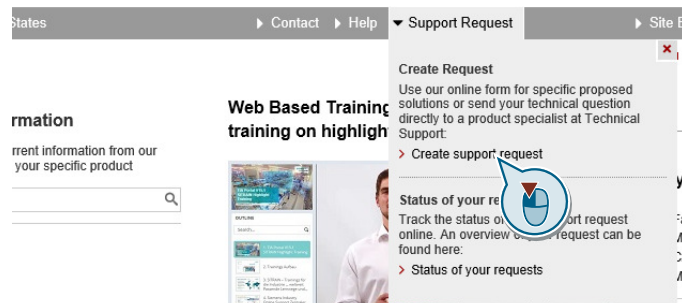 States
Contact
Help
Support Request
Site
Create Request
Use our online form for specific proposed
solutions or send your technical question
directly to a product specialist at Technical
Support:
Create support request
Status of your re
Track the status of ort request
online. An overview o request can be
found here:
Status of your requests
rmation
rrent information from our
your specific product
Web Based Training
training on highligh
OUTLINE
Search...